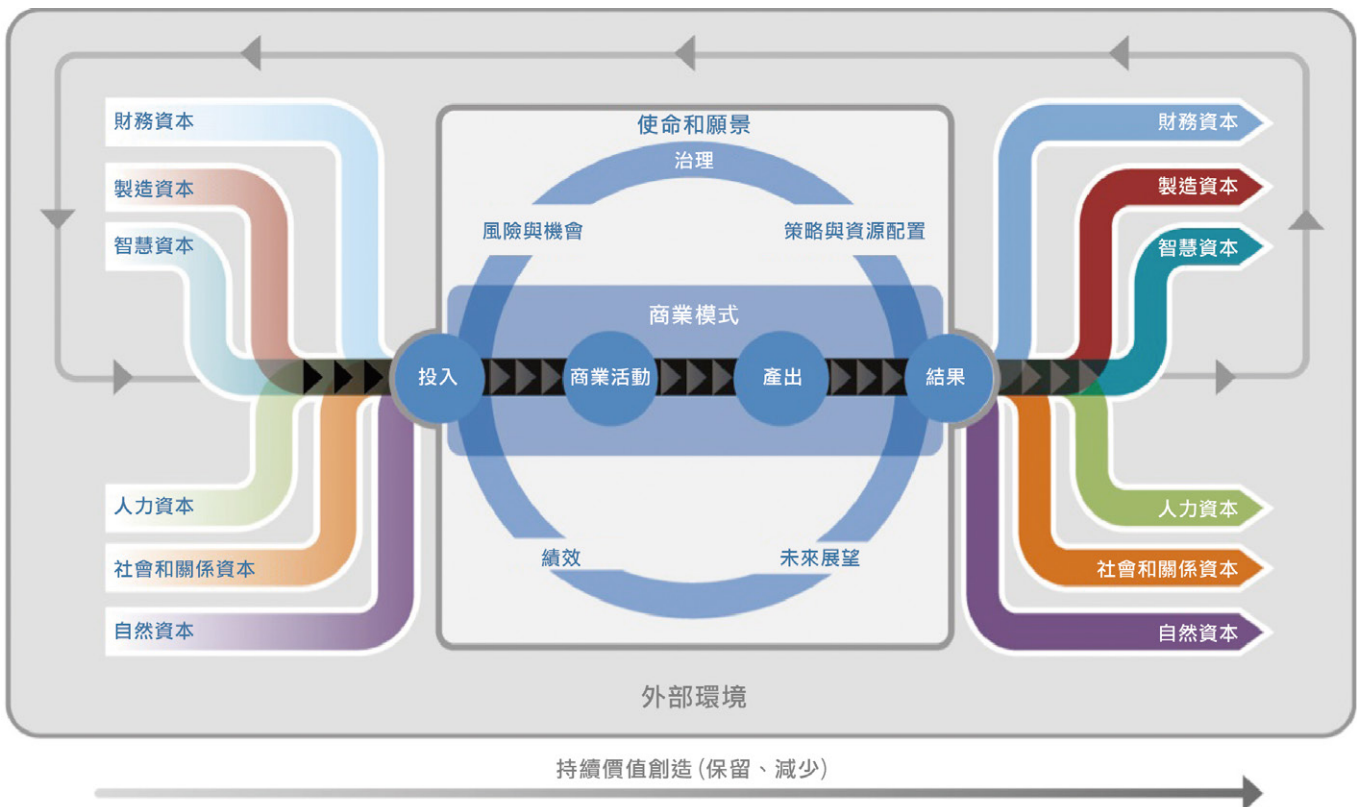 財務資本
製造資本
智慧資本
人力資本
社會和關係資本
自然資本
使命和願景
治理
風險與機會
策略與資源配置
商業模式
投入
商業活動
產出
結果
績效
未來展望
財務資本
製造資本
智慧資本
人力資本
社會和關係資本
自然資本
外部環境
持續價值創造 (保留、減少)